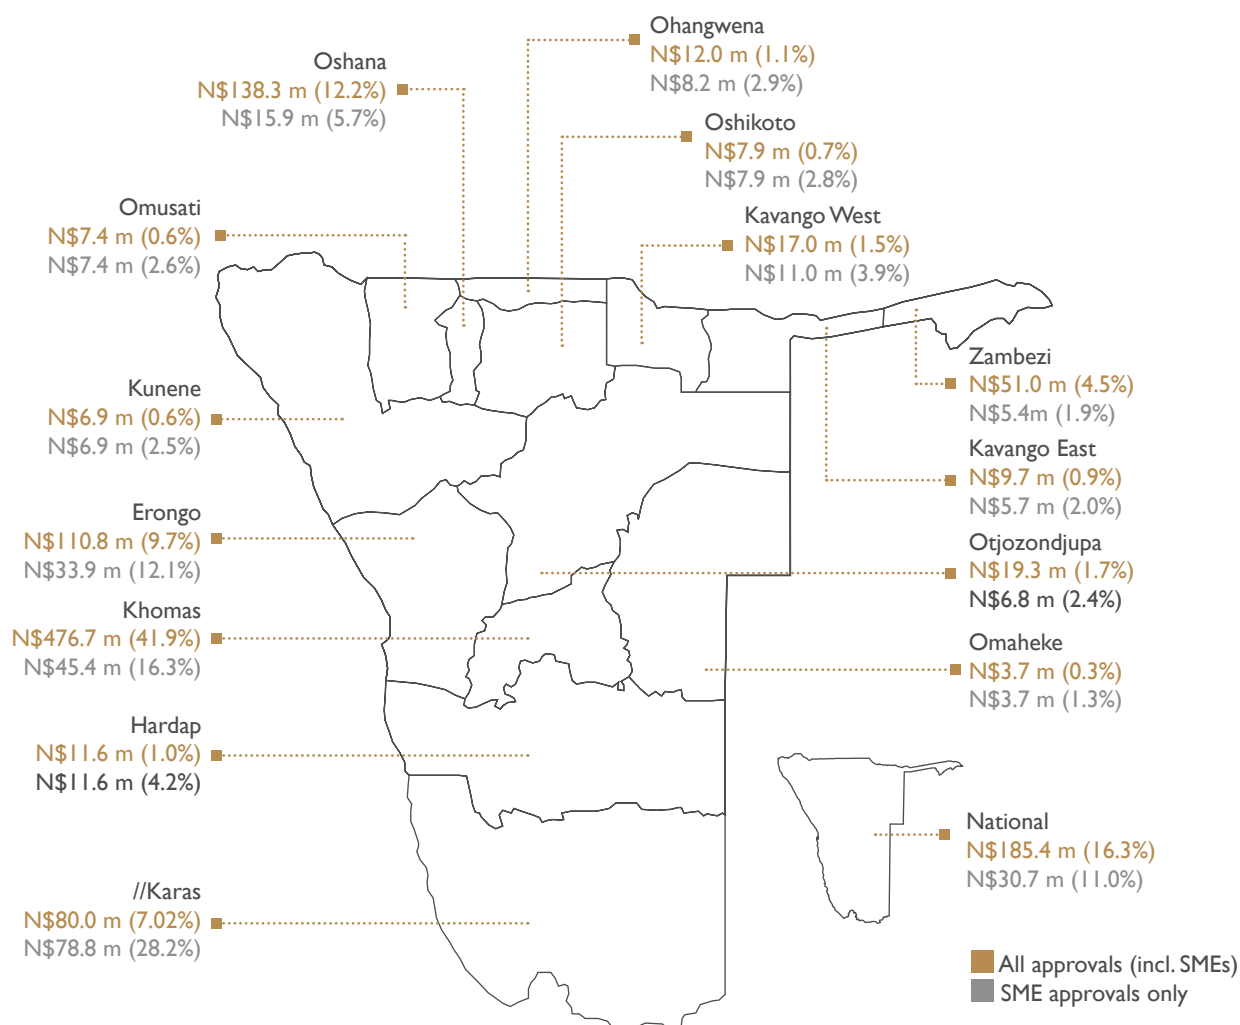 Ohangwena
N$12.0 m (1.1%)
N$8.2 m (2.9%)
Oshana
N$138.3 m (12.2%)
N$15.9 m (5.7%)
Oshikoto
N$7.9 m (0.7%)
N$7.9 m (2.8%)
Omusati
N$7.4 m (0.6%)
N$7.4 m (2.6%)
Kavango West
N$17.0 m (1.5%)
N$11.0 m (3.9%)
Zambezi
N$51.0 m (4.5%)
N$5.4m (1.9%)
Kunene
N$6.9 m (0.6%)
N$6.9 m (2.5%)
Kavango East
N$9.7 m (0.9%)
N$5.7 m (2.0%)
Erongo
N$110.8 m (9.7%)
N$33.9 m (12.1%)
Otjozondjupa
N$19.3 m (1.7%)
N$6.8 m (2.4%)
Khomas
N$476.7 m (41.9%)
N$45.4 m (16.3%)
Omaheke
N$3.7 m (0.3%)
N$3.7 m (1.3%)
Hardap
N$11.6 m (1.0%)
N$11.6 m (4.2%)
National
N$185.4 m (16.3%)
N$30.7 m (11.0%)
//Karas
N$80.0 m (7.02%)
N$78.8 m (28.2%)
All approvals (incl. SMEs)
SME approvals only